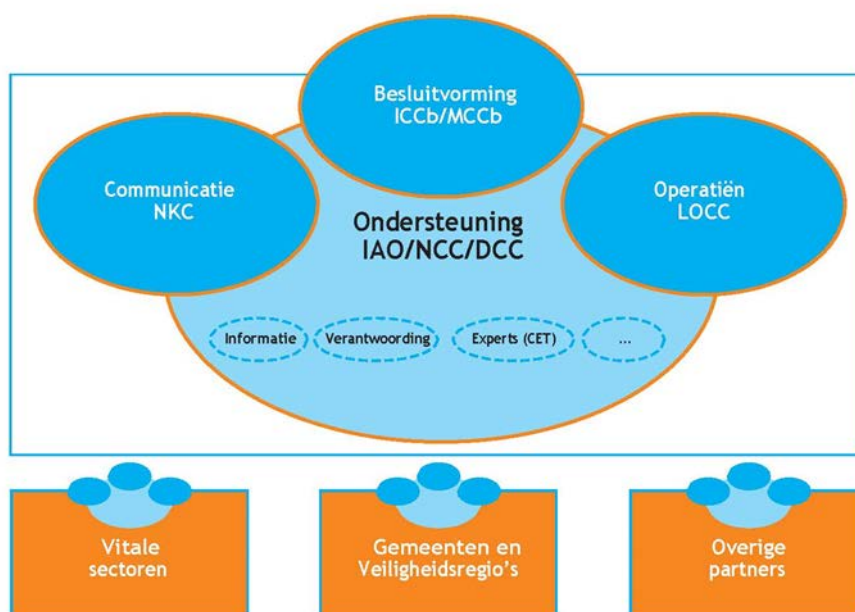 Besluitvorming
ICCb/MCCb
Communicatie
NKC
Operatiën
LOCC
Ondersteuning
IAO/NCC/DCC
Informatie
Verantwoording
Experts (CET)
...
Vitale
sectoren
Gemeenten en
Veiligheidsregio's
Overige
partners